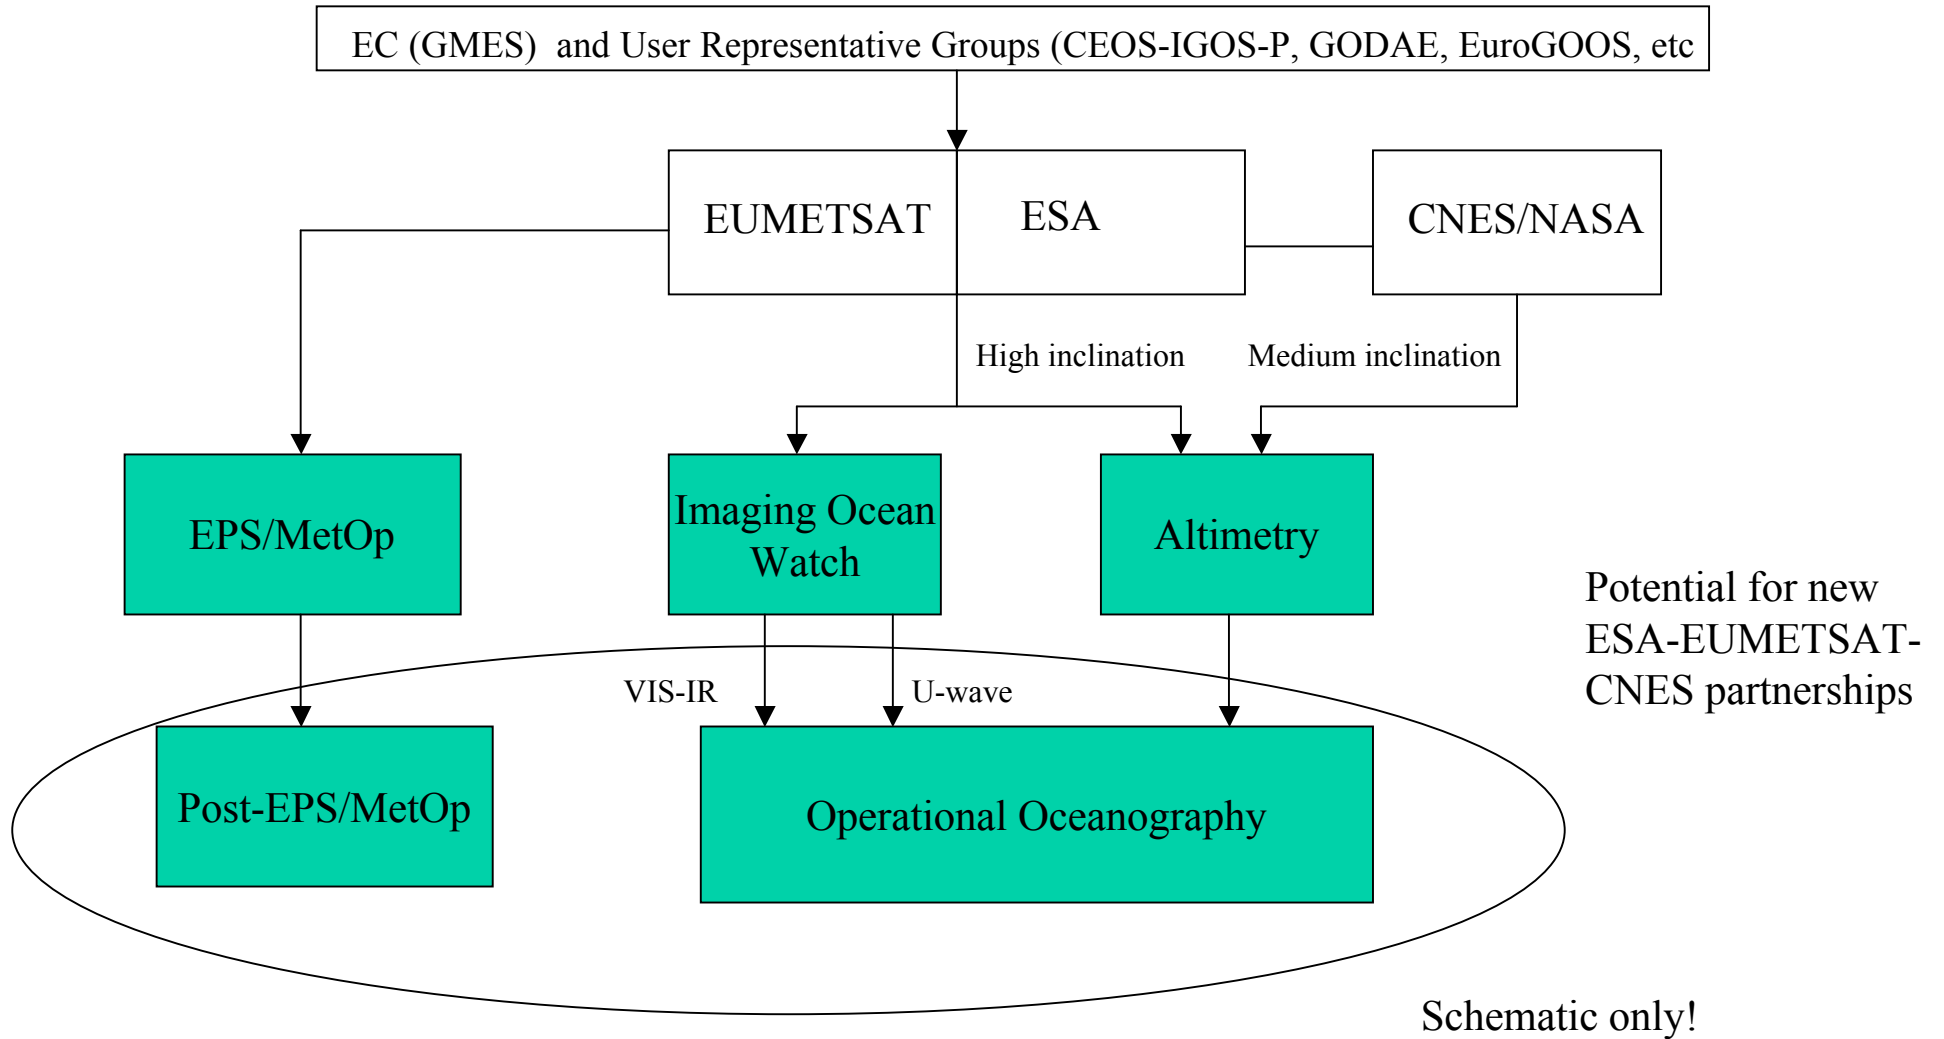 EC (GMES) and User Representative Groups (CEOS-IGOS-P, GODAE, EuroGOOS, etc
EUMETSAT
ESA
CNES/NASA
High inclination
Medium inclination
EPS/MetOp
Imaging Ocean
Watch
Altimetry
Potential for new
ESA-EUMETSAT-
CNES partnerships
VIS-IR
U-wave
Post-EPS/MetOp
Operational Oceanography
Schematic only!